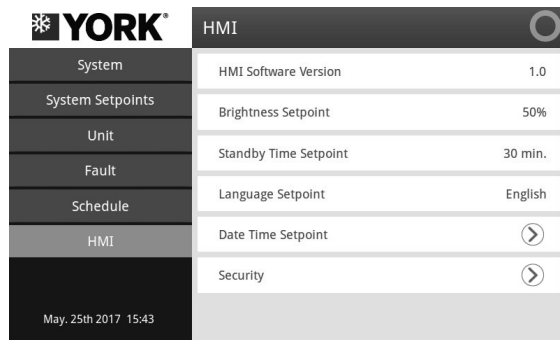 YORK®
System
System Setpoints
Unit
Fault
Schedule
HMI
May. 25th 2017 15:43
HMI
HMI Software Version 1.0
Brightness Setpoint 50%
Standby Time Setpoint 30 min.
Language Setpoint English
Date Time Setpoint
Security